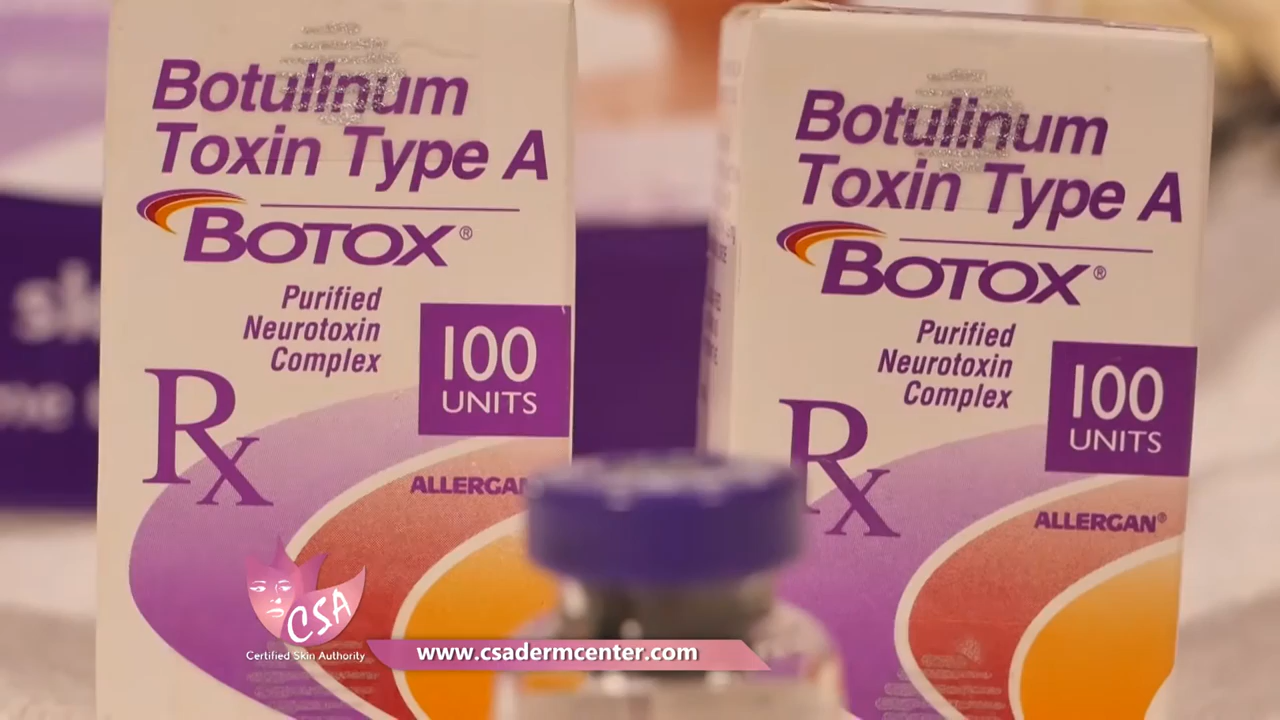 Botulinum
Toxin Type A
BOTOX®
Purified
Neurotoxin
Complex
100
UNITS
Rx
ALLERGAN
Botulinum
Toxin Type A
BOTOX®
Purified
Neurotoxin
Complex
100
UNITS
Rx
ALLERGAN®
CSA
Certified Skin Authority
www.csadermcenter.com